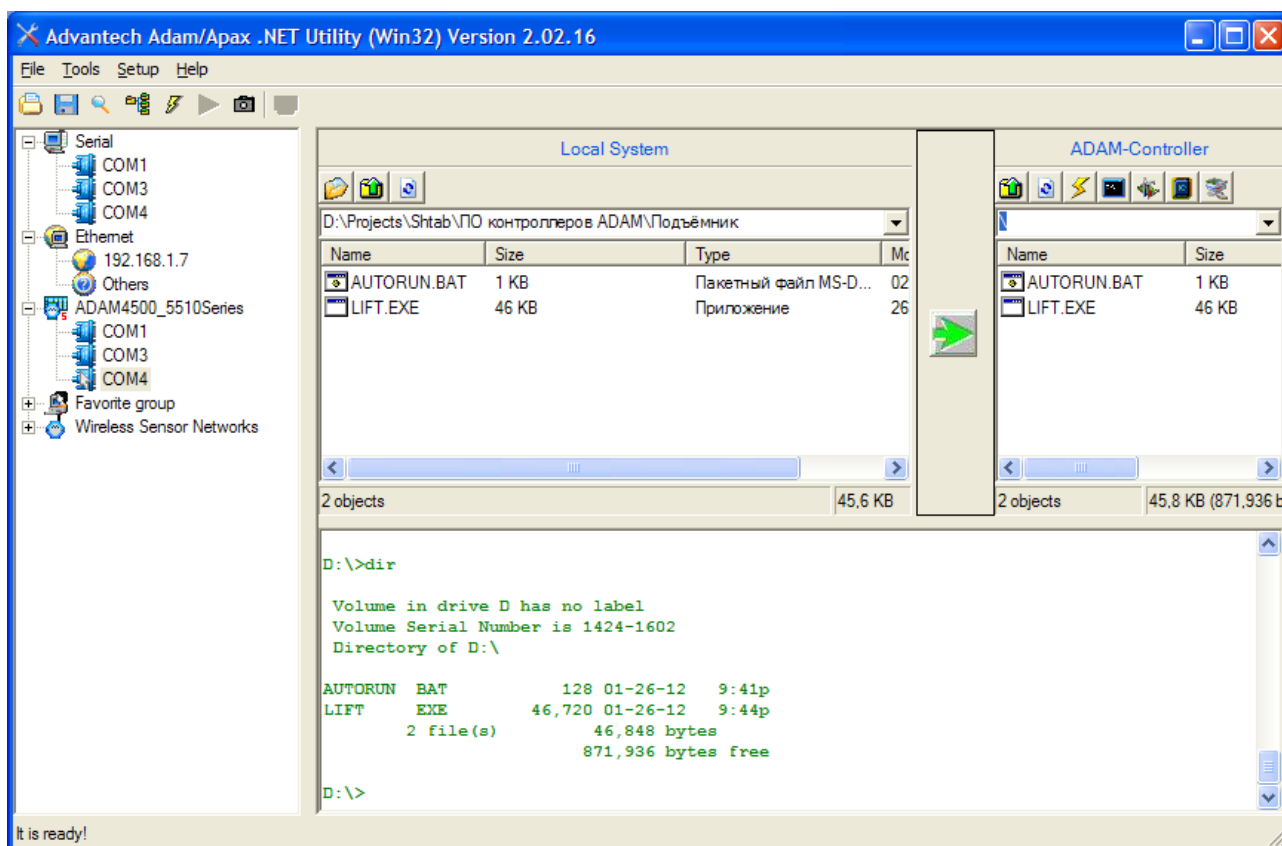 Advantech Adam/Apax .NET Utility (Win32) Version 2.02.16
File Tools Setup Help
Serial
COM1
COM3
COM4
Ethernet
192.168.1.7
Others
ADAM4500_5510Series
COM1
COM3
COM4
Favorite group
Wireless Sensor Networks
Local System
D:\Projects\Shtab\ПО контроллеров ADAM\Подъёмник
Name Size Type Mc
AUTORUN.BAT 1 KB Пакетный файл MS-D... 02
LIFT.EXE 46 KB Приложение 26
2 objects 45,6 KB
ADAM-Controller
\
Name Size
AUTORUN.BAT 1 KB
LIFT.EXE 46 KB
2 objects 45,8 KB (871,936 b
D:\>dir
Volume in drive D has no label
Volume Serial Number is 1424-1602
Directory of D:\
AUTORUN BAT 128 01-26-12 9:41p
LIFT EXE 46,720 01-26-12 9:44p
2 file(s) 46,848 bytes
871,936 bytes free
D:\>
It is ready!